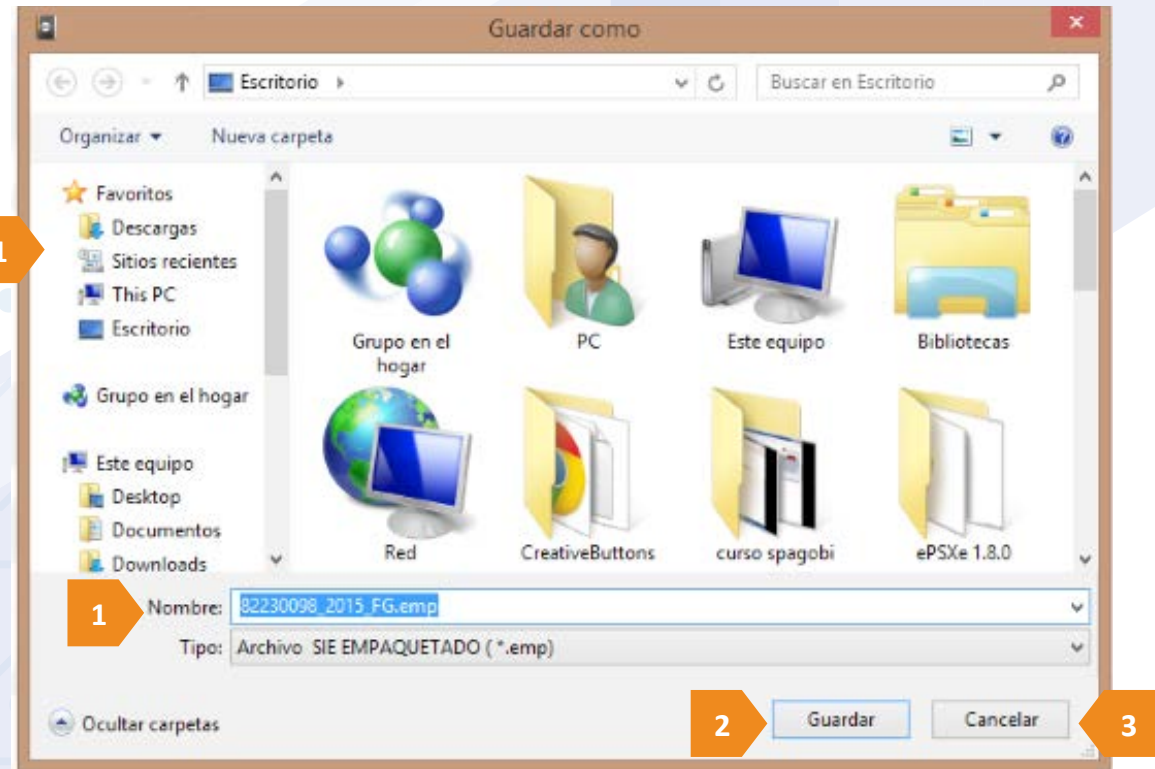 Guardar como
Escritorio
Buscar en Escritorio
Organizar
Nueva carpeta
Favoritos
Descargas
Sitios recientes
This PC
Escritorio
Grupo en el hogar
Este equipo
Desktop
Documentos
Downloads
1
Grupo en el
hogar
PC
Este equipo
Bibliotecas
Red
CreativeButtons
curso spagobi
ePSXe 1.8.0
1
Nombre: 82230098_2015_FG.emp
Tipo: Archivo SIE EMPAQUETADO ( *.emp)
Ocultar carpetas
2
Guardar
Cancelar
3